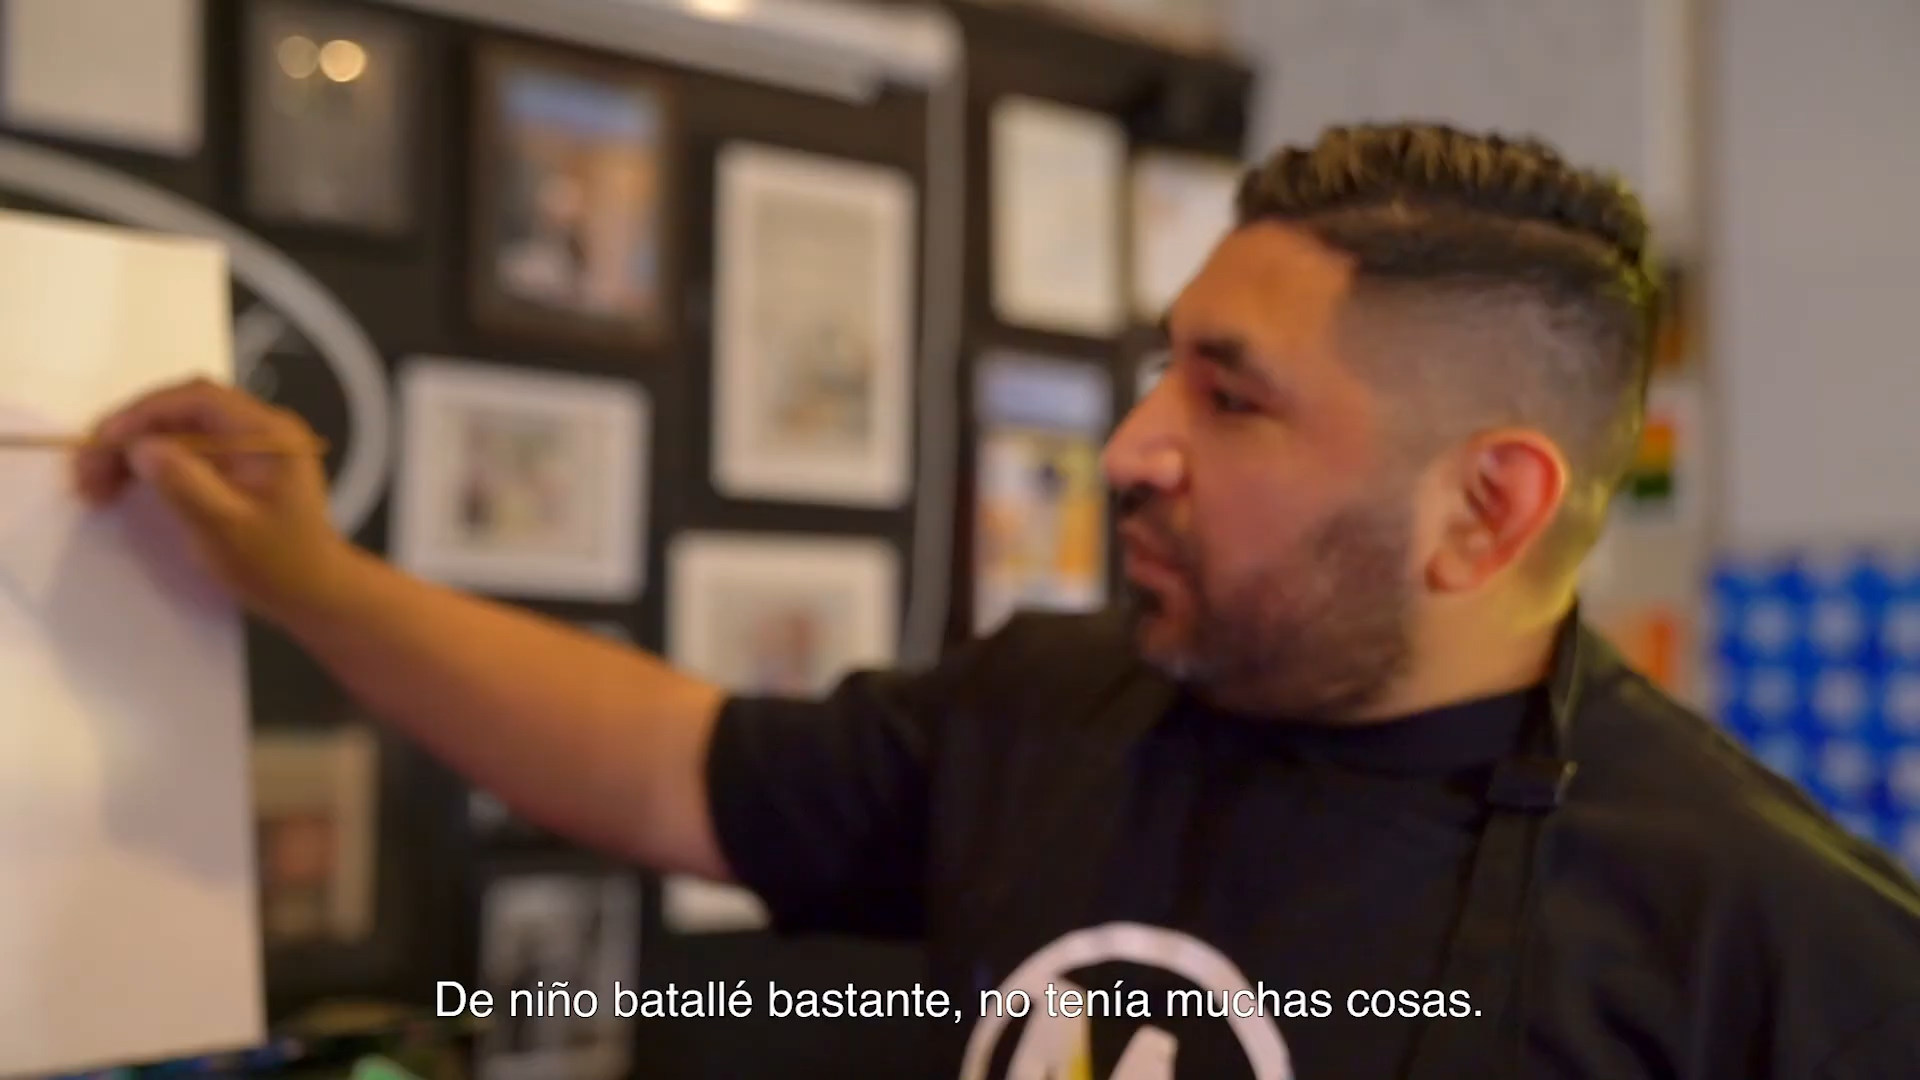 De niño batallé bastante, no tenía muchas cosas.